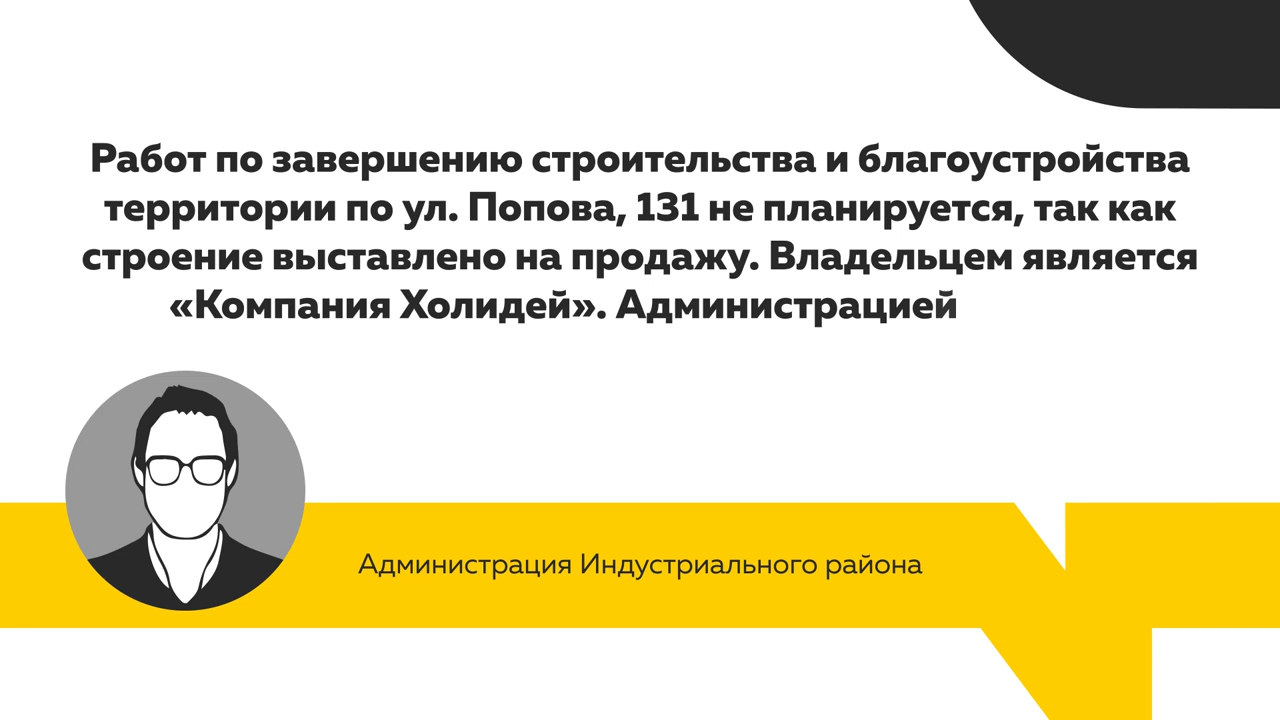 Работ по завершению строительства и благоустройства
территории по ул. Попова, 131 не планируется, так как
строение выставлено на продажу. Владельцем является
«Компания Холидей». Администрацией
Администрация Индустриального района